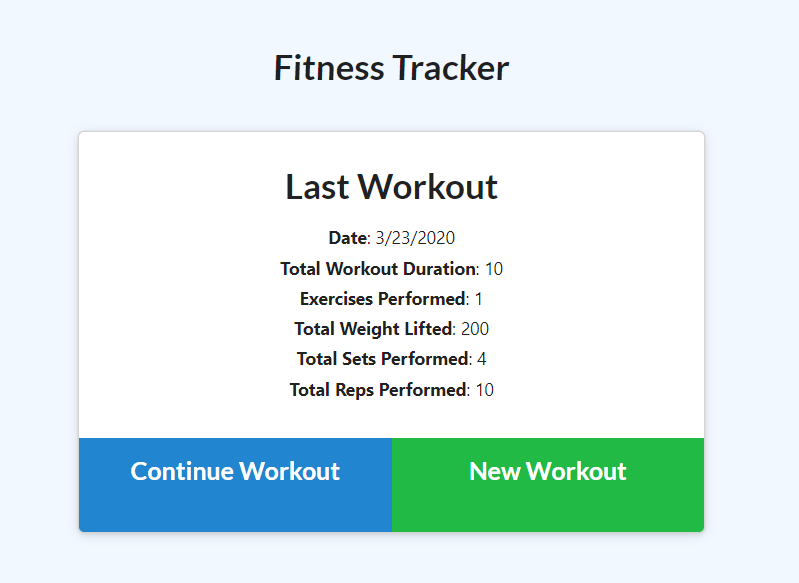 Fitness Tracker
Last Workout
Date: 3/23/2020
Total Workout Duration: 10
Exercises Performed: 1
Total Weight Lifted: 200
Total Sets Performed: 4
Total Reps Performed: 10
Continue Workout
New Workout